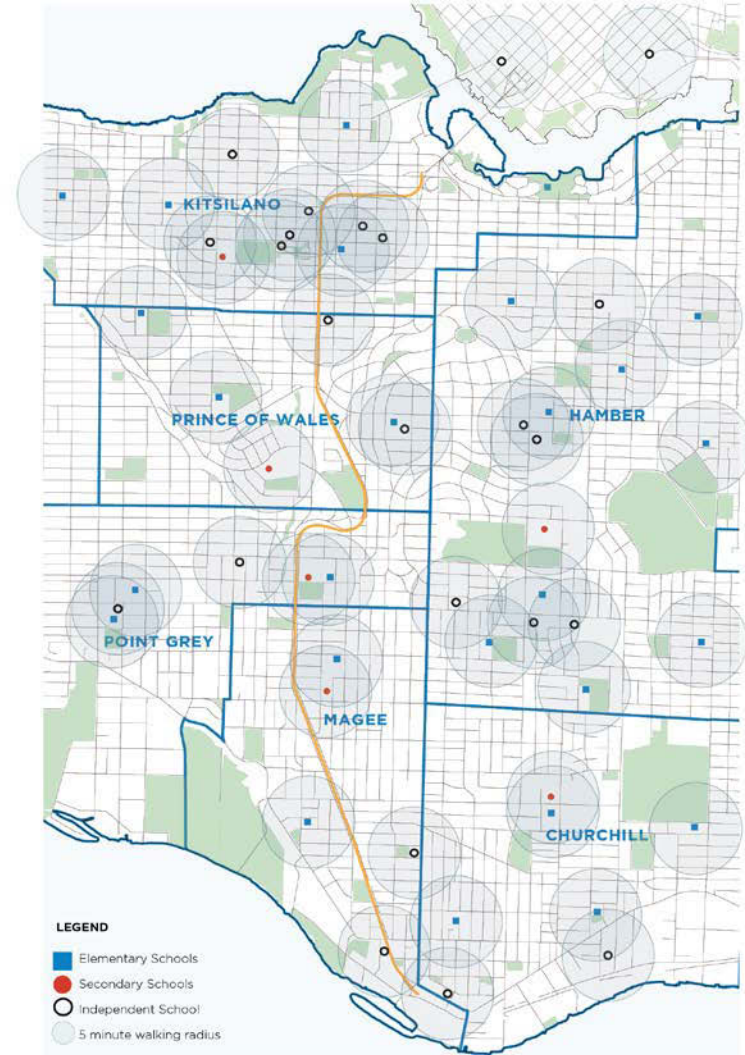 KITSILANO
PRINCE OF WALES
HAMBER
POINT GREY
MAGEE
CHURCHILL
LEGEND
Elementary Schools
Secondary Schools
Independent School
5 minute walking radius